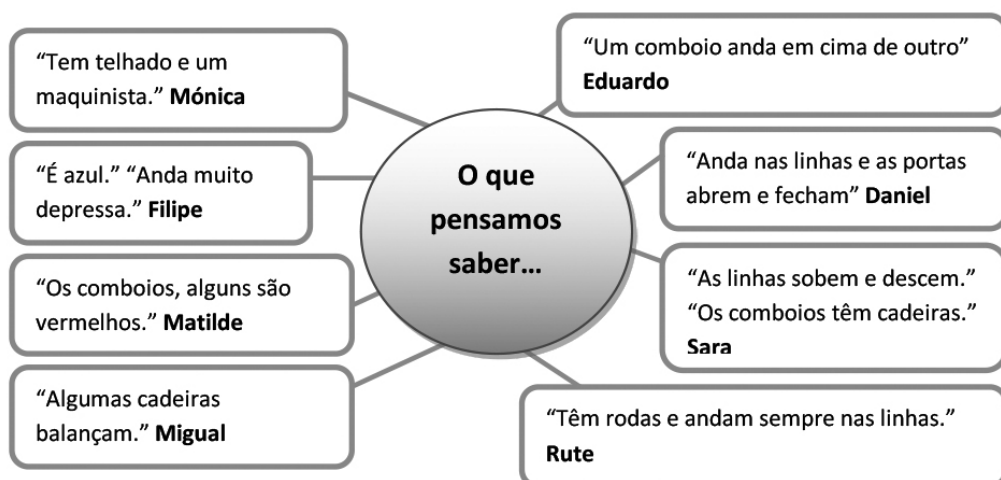 “Tem telhado e um
maquinista.” Mónica
“É azul.” “Anda muito
depressa.” Filipe
“Os comboios, alguns são
vermelhos.” Matilde
“Algumas cadeiras
balançam.” Migual
O que
pensamos
saber…
“Um comboio anda em cima de outro”
Eduardo
“Anda nas linhas e as portas
abrem e fecham” Daniel
“As linhas sobem e descem.”
“Os comboios têm cadeiras.”
Sara
“Têm rodas e andam sempre nas linhas.”
Rute